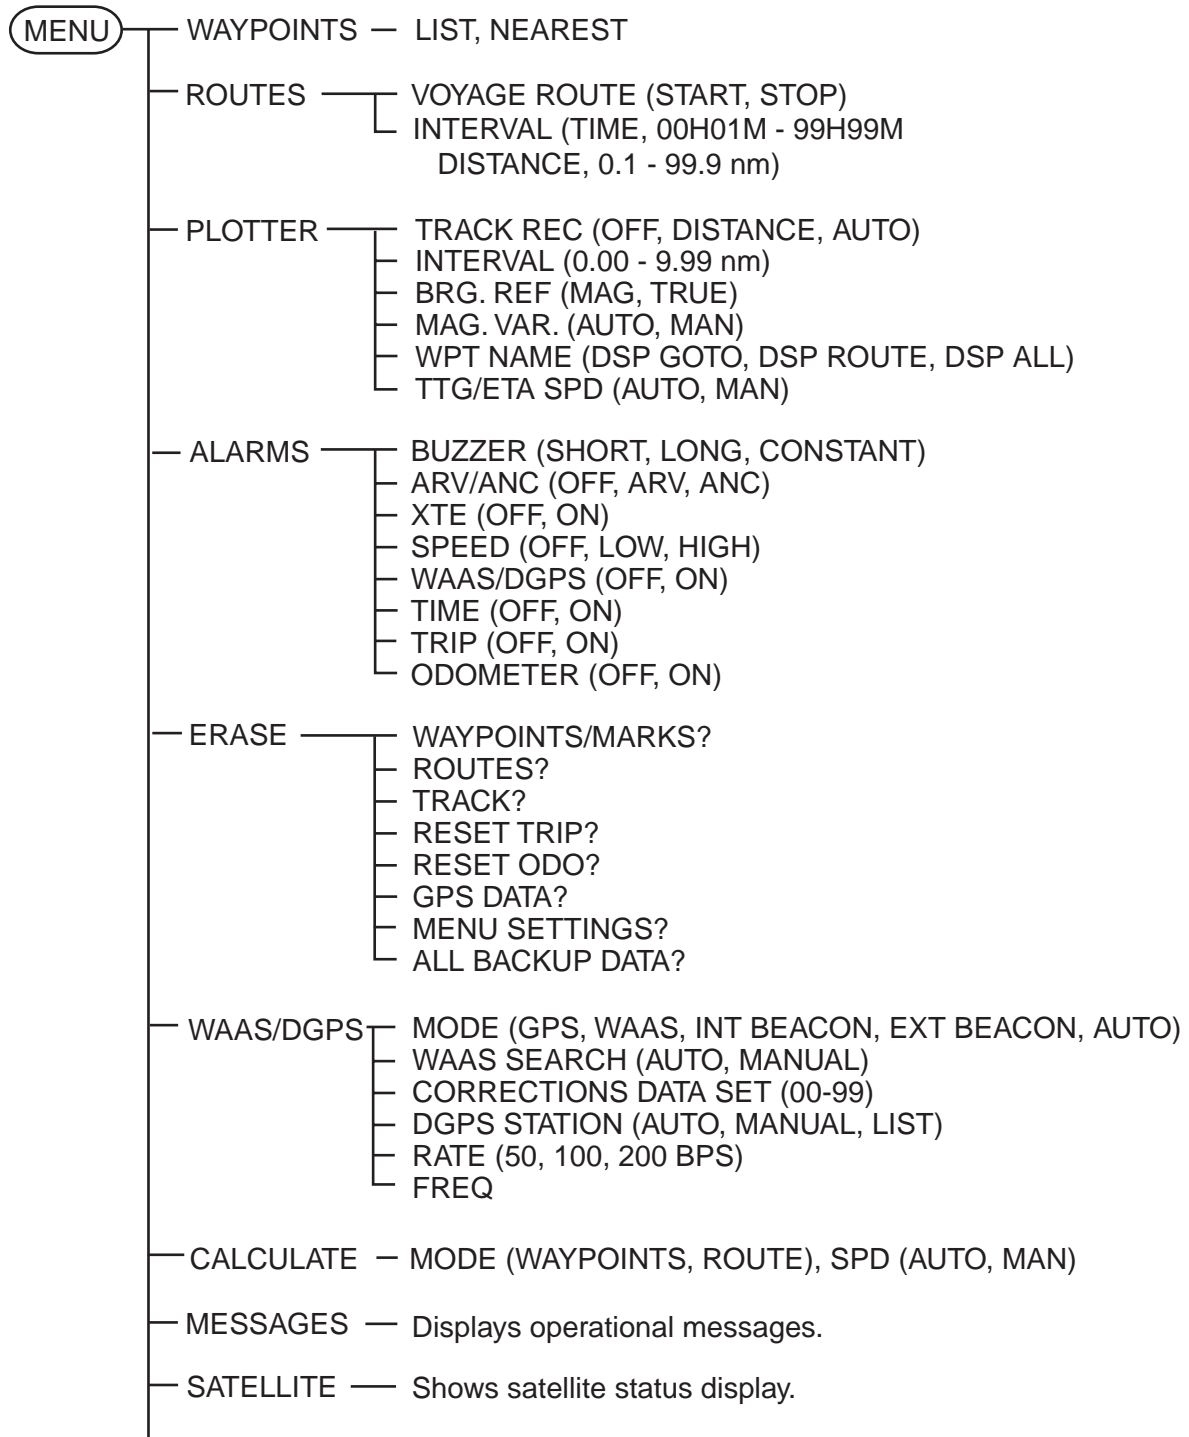 MENU WAYPOINTS LIST, NEAREST
ROUTES VOYAGE ROUTE (START, STOP)
INTERVAL (TIME, 00H01M - 99H99M
DISTANCE, 0.1 - 99.9 nm)
PLOTTER TRACK REC (OFF, DISTANCE, AUTO)
INTERVAL (0.00 - 9.99 nm)
BRG. REF (MAG, TRUE)
MAG. VAR. (AUTO, MAN)
WPT NAME (DSP GOTO, DSP ROUTE, DSP ALL)
TTG/ETA SPD (AUTO, MAN)
ALARMS BUZZER (SHORT, LONG, CONSTANT)
ARV/ANC (OFF, ARV, ANC)
XTE (OFF, ON)
SPEED (OFF, LOW, HIGH)
WAAS/DGPS (OFF, ON)
TIME (OFF, ON)
TRIP (OFF, ON)
ODOMETER (OFF, ON)
ERASE WAYPOINTS/MARKS?
ROUTES?
TRACK?
RESET TRIP?
RESET ODO?
GPS DATA?
MENU SETTINGS?
ALL BACKUP DATA?
WAAS/DGPS MODE (GPS, WAAS, INT BEACON, EXT BEACON, AUTO)
WAAS SEARCH (AUTO, MANUAL)
CORRECTIONS DATA SET (00-99)
DGPS STATION (AUTO, MANUAL, LIST)
RATE (50, 100, 200 BPS)
FREQ
CALCULATE MODE (WAYPOINTS, ROUTE), SPD (AUTO, MAN)
MESSAGES Displays operational messages.
SATELLITE Shows satellite status display.